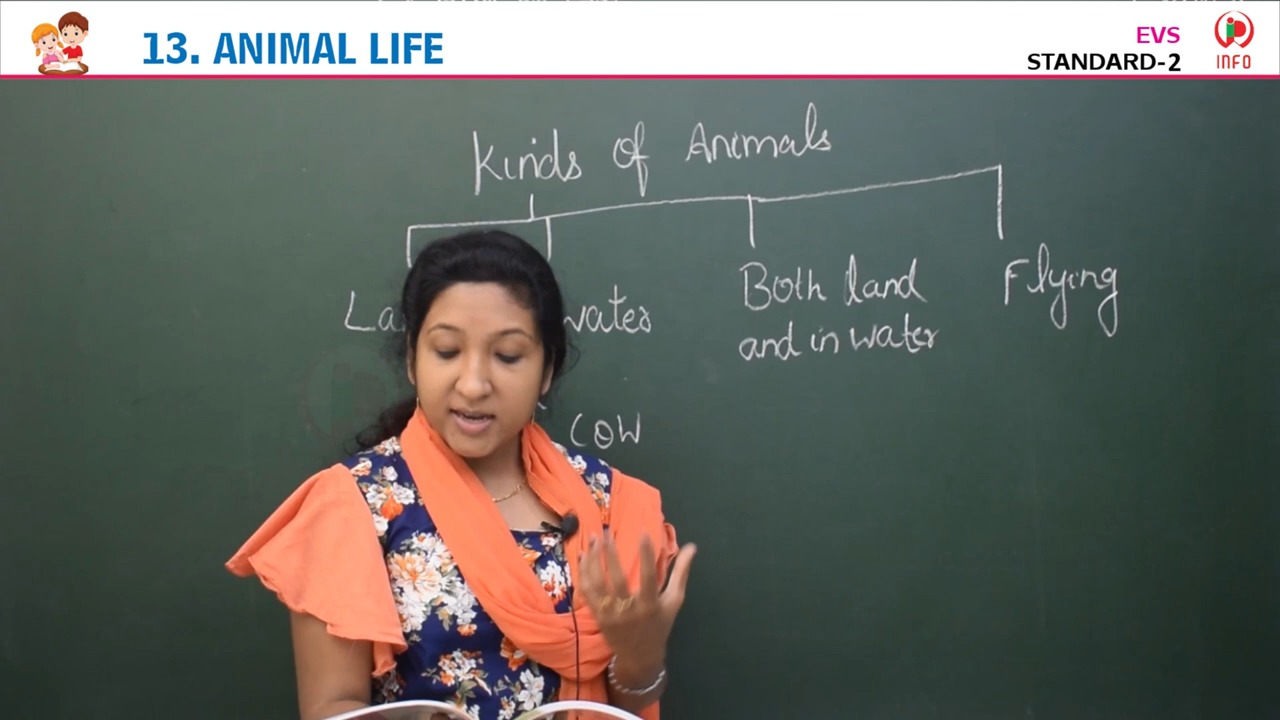 13. ANIMAL LIFE
EVS
STANDARD-2
INFO
Kinds of Animals
water
Both land
and in water
Flying
COW